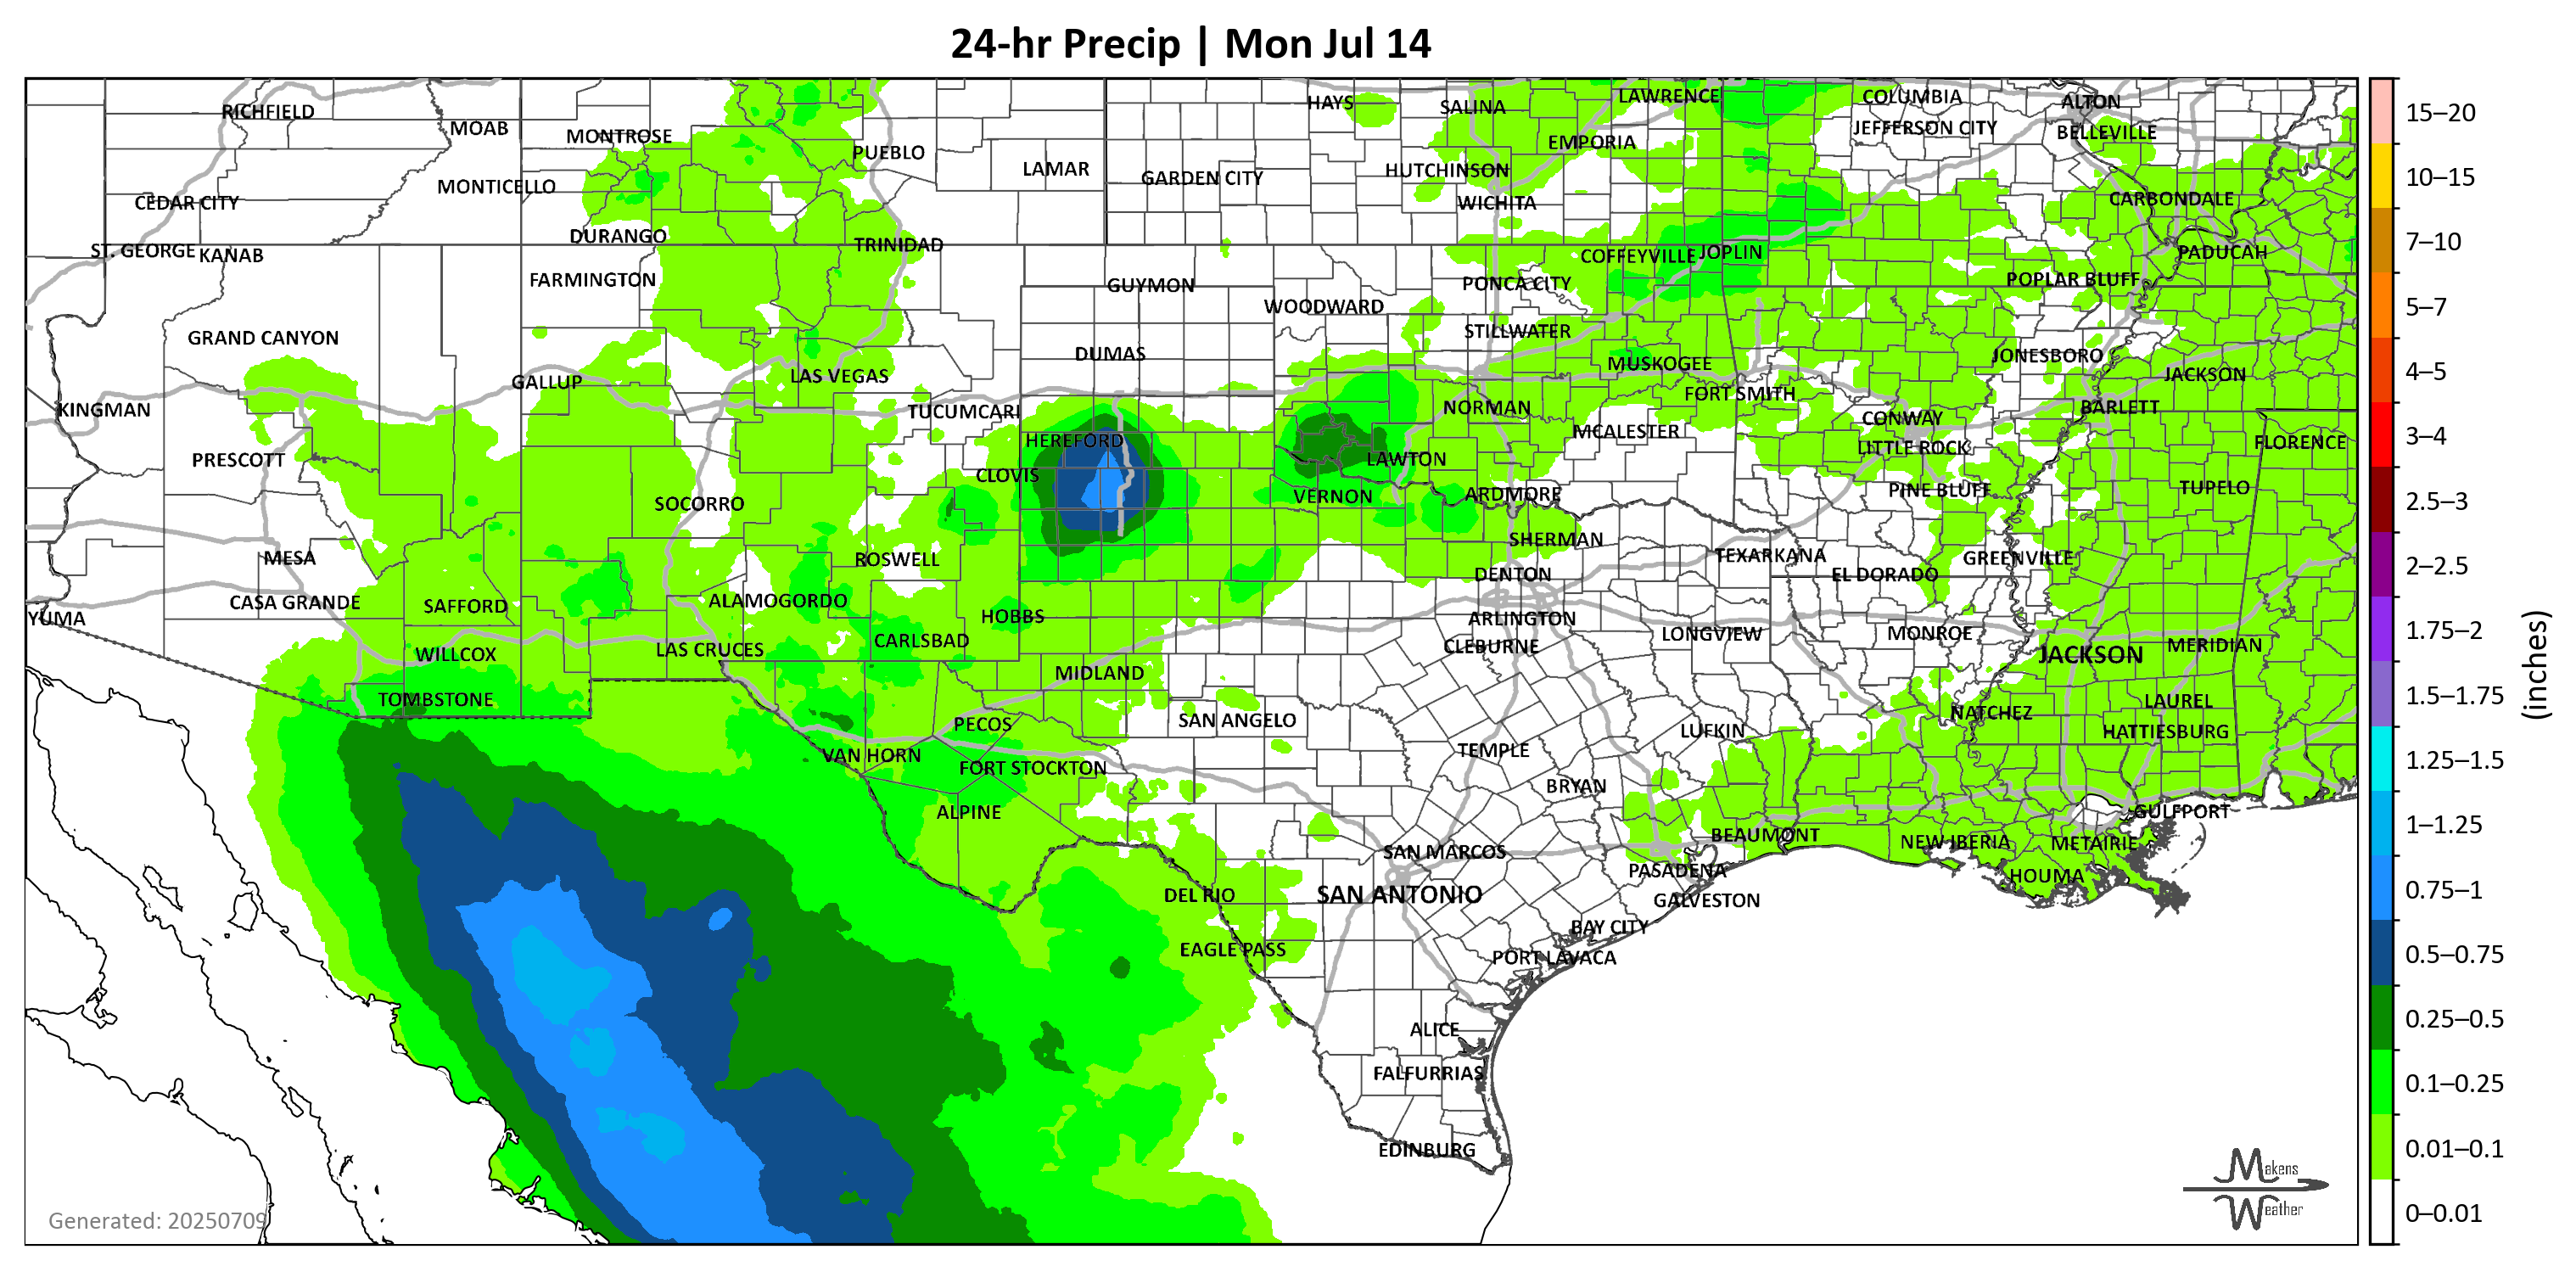 24-hr Precip | Mon Jul 14
RICHFIELD
MOAB
MONTROSE
PUEBLO
LAMAR
HAYS
SALINA
LAWRENCE
COLUMBIA
ALTON
GARDEN CITY
HUTCHINSON
EMPORIA
JEFFERSON CITY
BELLEVILLE
CEDAR CITY
MONTICELLO
WICHITA
CARBONDALE
ST. GEORGE
KANAB
DURANGO
TRINIDAD
FARMINGTON
GUYMON
WOODWARD
PONCA CITY
COFFEYVILLE
JOPLIN
POPLAR BLUFF
PADUCAH
GRAND CANYON
DUMAS
STILLWATER
MUSKOGEE
JONESBORO
JACKSON
KINGMAN
GALLUP
LAS VEGAS
TUCUMCARI
NORMAN
FORT SMITH
CONWAY
BARLETT
PRESCOTT
HEREFORD
CLOVIS
LAWTON
MCALESTER
LITTLE ROCK
FLORENCE
SOCORRO
VERNON
ARDMORE
PINE BLUFF
TUPELO
MESA
ROSWELL
SHERMAN
TEXARKANA
GREENVILLE
YUMA
CASA GRANDE
SAFFORD
ALAMOGORDO
HOBBS
DENTON
EL DORADO
WILLCOX
LAS CRUCES
CARLSBAD
MIDLAND
ARLINGTON
CLEBURNE
LONGVIEW
MONROE
JACKSON
MERIDIAN
TOMBSTONE
PECOS
SAN ANGELO
LUFKIN
NATCHEZ
LAUREL
HATTIESBURG
VAN HORN
FORT STOCKTON
TEMPLE
BRYAN
ALPINE
BEAUMONT
NEW IBERIA
METAIRIE
GULFPORT
DEL RIO
SAN MARCOS
SAN ANTONIO
PASADENA
GALVESTON
HOUMA
EAGLE PASS
BAY CITY
PORT LAVACA
ALICE
FALFURRIAS
EDINBURG
Generated: 20250709
Makens
Weather
15–20
10–15
7–10
5–7
4–5
3–4
2.5–3
2–2.5
1.75–2
1.5–1.75
1.25–1.5
1–1.25
0.75–1
0.5–0.75
0.25–0.5
0.1–0.25
0.01–0.1
0–0.01
(inches)